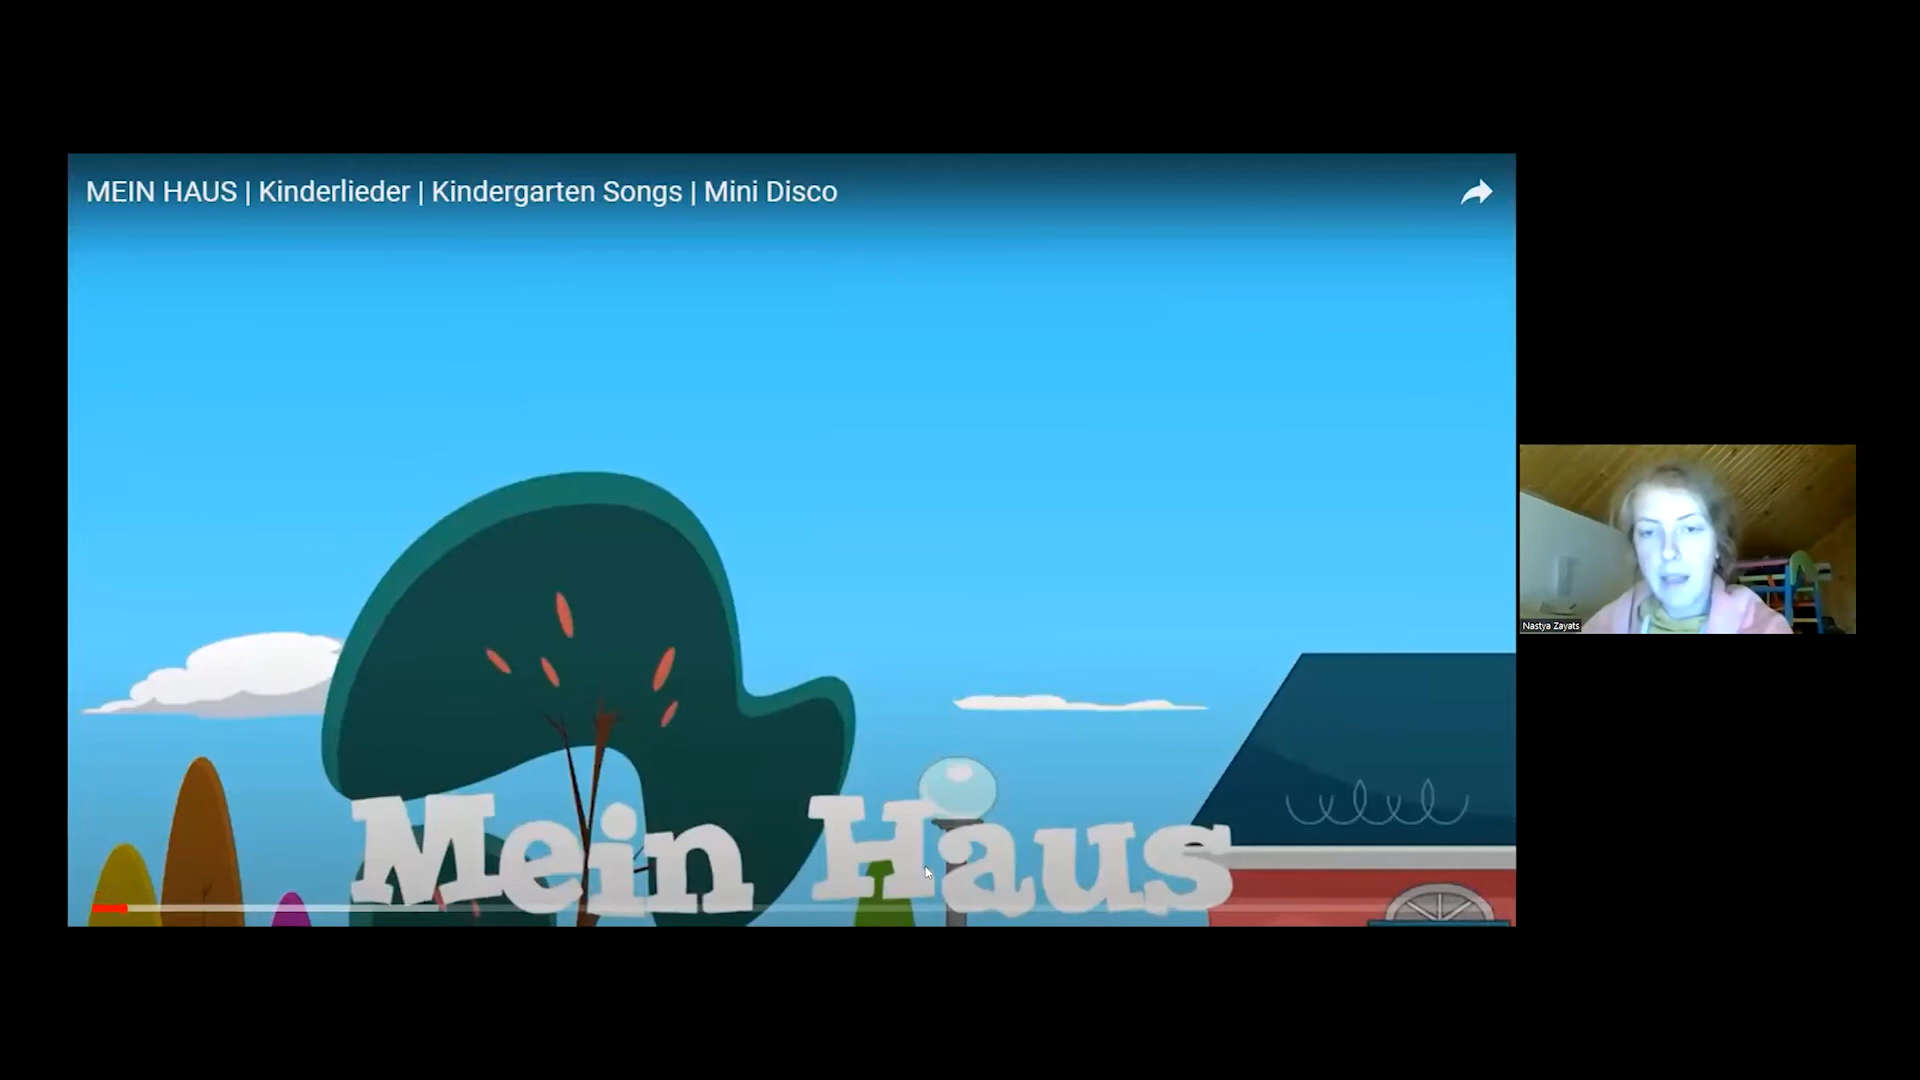 MEIN HAUS | Kinderlieder | Kindergarten Songs | Mini Disco
Mein Haus
Nastya Zayats